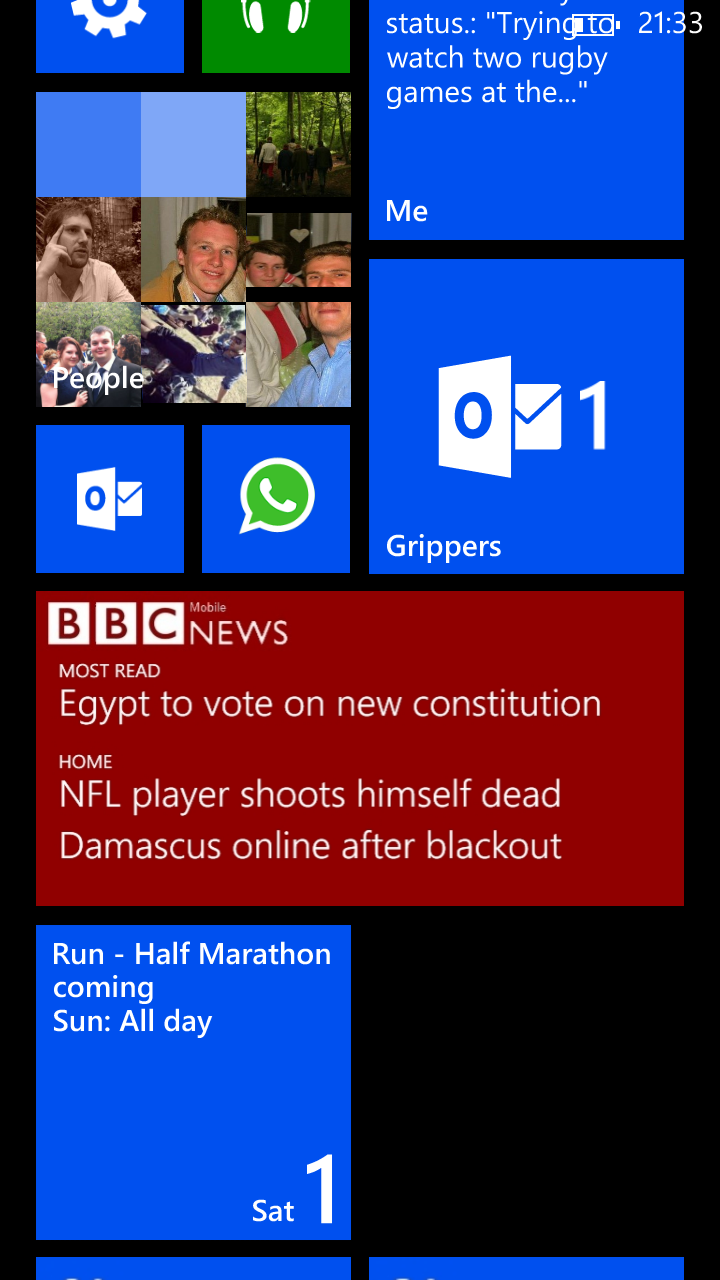 21:33
status.: "Trying to
watch two rugby
games at the..."
Me
People
O
1
Grippers
O
BBC Mobile NEWS
MOST READ
Egypt to vote on new constitution
HOME
NFL player shoots himself dead
Damascus online after blackout
Run - Half Marathon
coming
Sun: All day
Sat 1